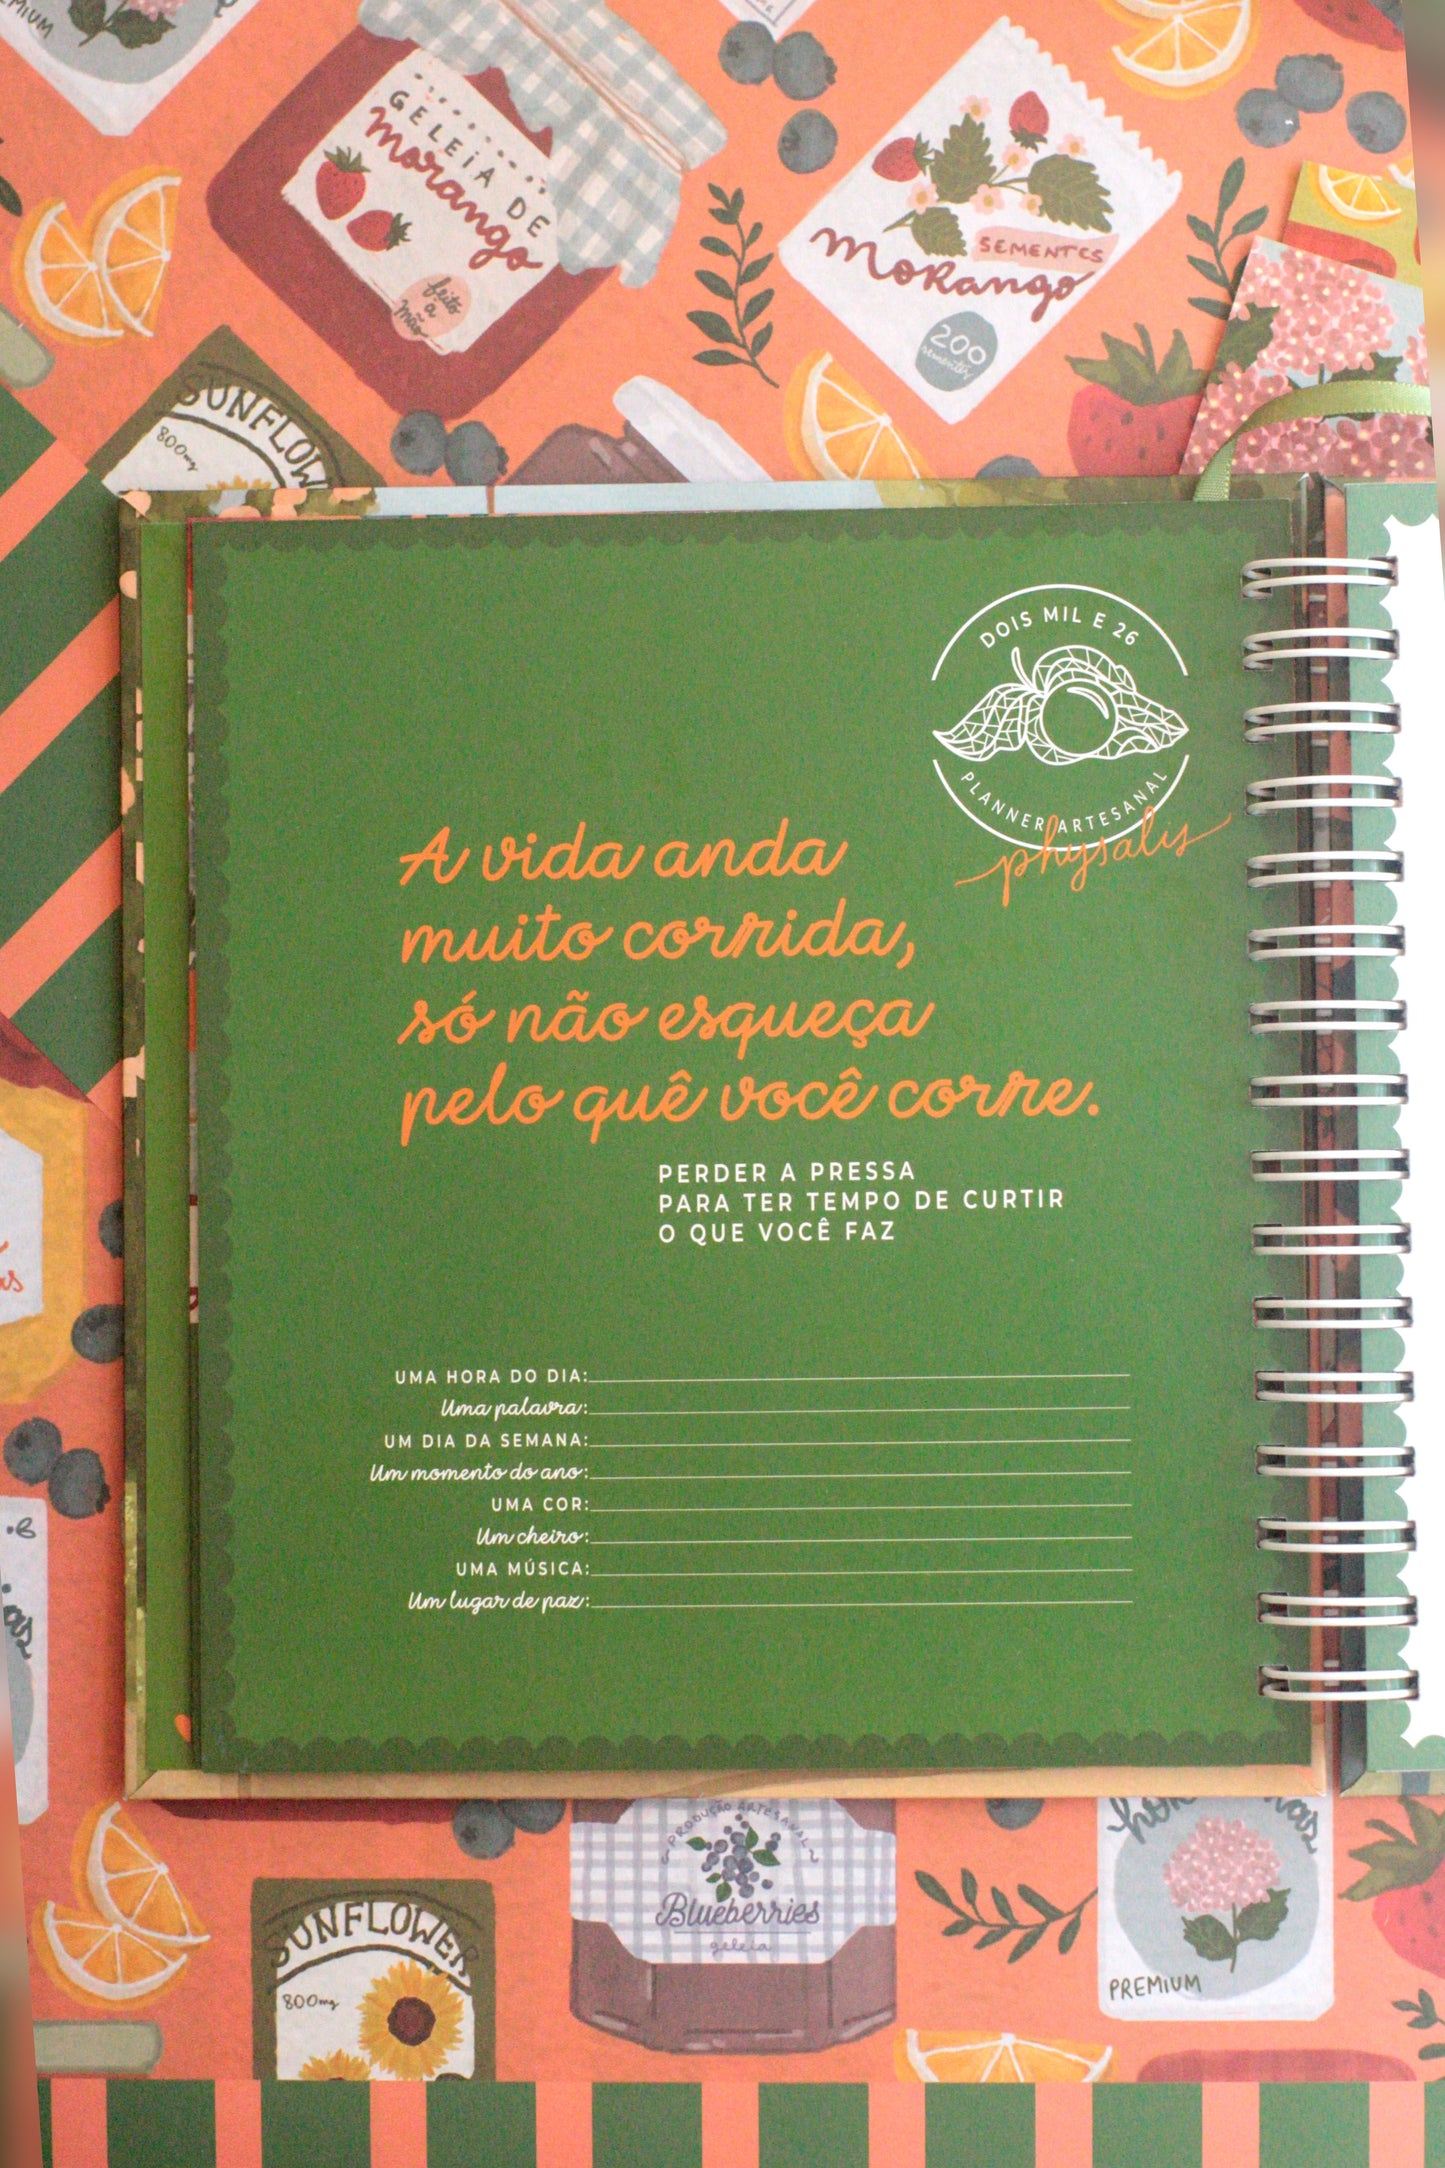 PREMIUM
GELEIA DE
morango
feito
a
mão
morango
SEMENTES
200
sementes
SUNFLOW
800mg
DOIS MIL E 26
PLANNER ARTESANAL
physalis
A vida anda
muito corrida,
só não esqueça
pelo quê você corre.
PERDER A PRESSA
PARA TER TEMPO DE CURTIR
O QUE VOCÊ FAZ
UMA HORA DO DIA:
Uma palavra:
UM DIA DA SEMANA:
Um momento do ano:
UMA COR:
Um cheiro:
UMA MÚSICA:
Um lugar de paz:
PRODUÇÃO ARTESANAL
Blueberries
geleia
SUNFLOWER
800mg
PREMIUM